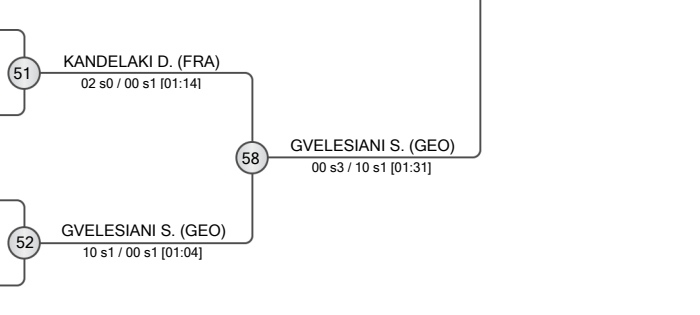 KANDELAKI D. (FRA)
51
02 s0 / 00 s1 [01:14]
GVELESIANI S. (GEO)
58
00 s3 / 10 s1 [01:31]
GVELESIANI S. (GEO)
52
10 s1 / 00 s1 [01:04]